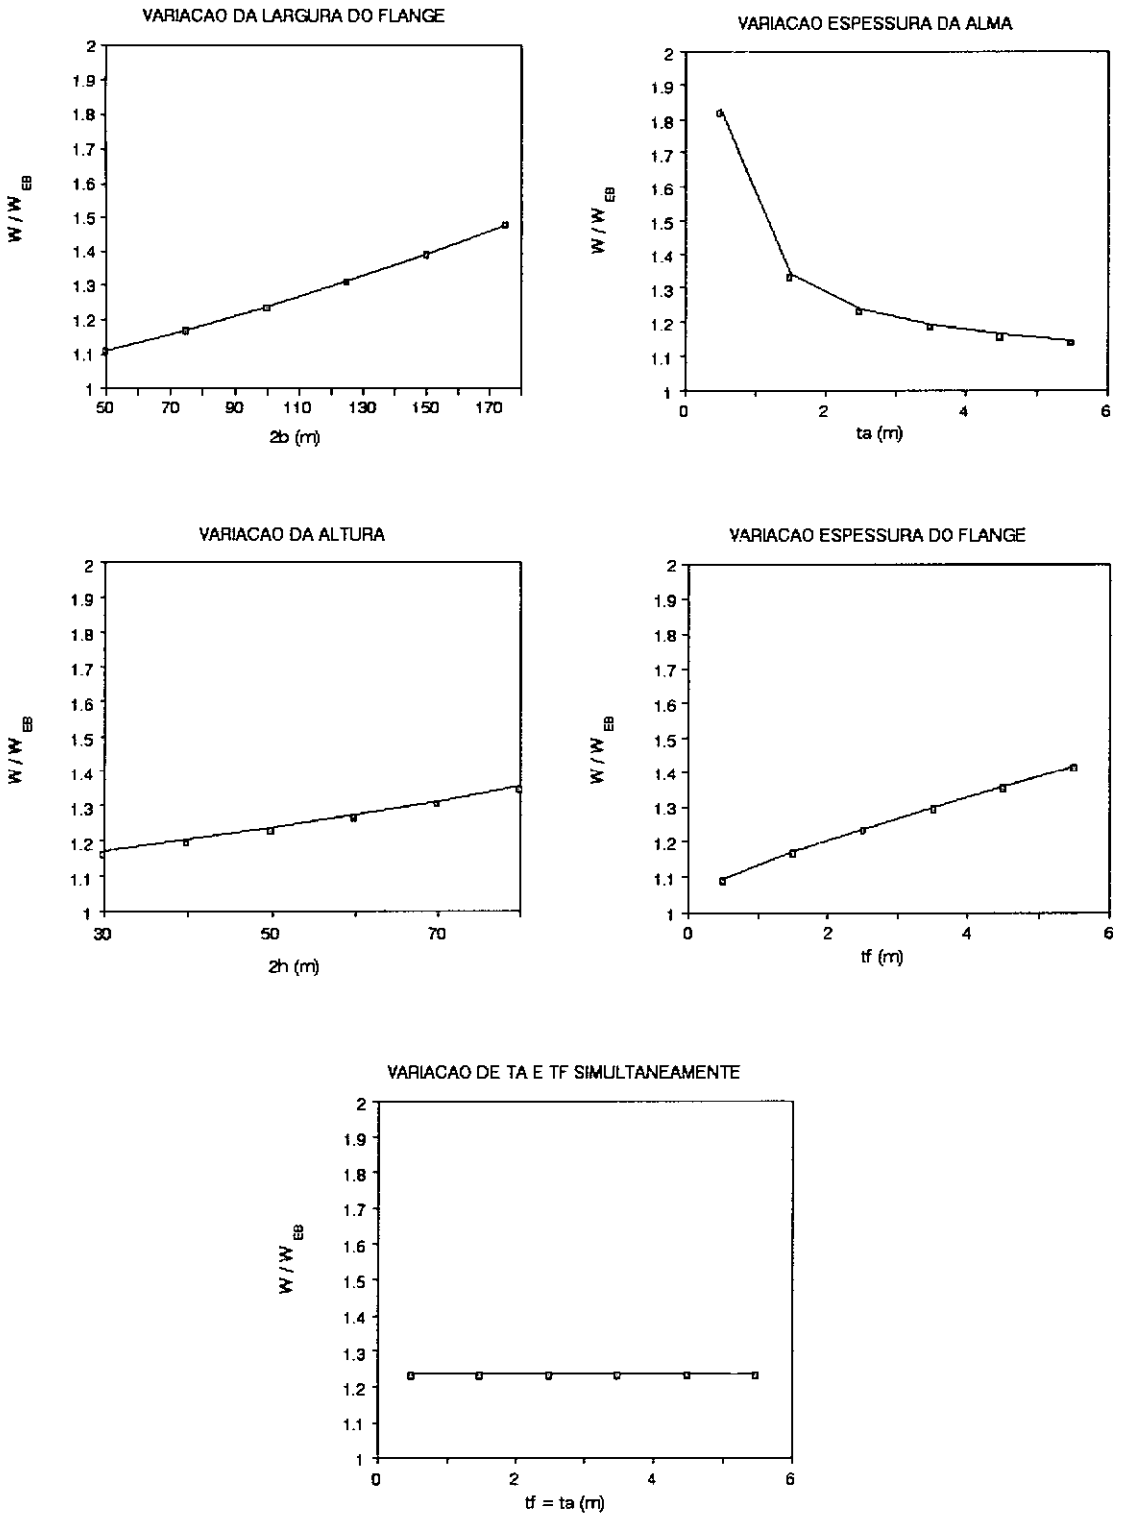 VARIACAO DA LARGURA DO FLANGE
2
1.9
1.8
1.7
1.6
1.5
1.4
1.3
1.2
1.1
1
W / W EB
50 70 90 110 130 150 170
2b (m)
VARIACAO ESPESSURA DA ALMA
2
1.9
1.8
1.7
1.6
1.5
1.4
1.3
1.2
1.1
1
W / W EB
0 2 4 6
ta (m)
VARIACAO DA ALTURA
2
1.9
1.8
1.7
1.6
1.5
1.4
1.3
1.2
1.1
1
W / W EB
30 50 70
2h (m)
VARIACAO ESPESSURA DO FLANGE
2
1.9
1.8
1.7
1.6
1.5
1.4
1.3
1.2
1.1
1
W / W EB
0 2 4 6
tf (m)
VARIACAO DE TA E TF SIMULTANEAMENTE
2
1.9
1.8
1.7
1.6
1.5
1.4
1.3
1.2
1.1
1
W / W EB
0 2 4 6
tf = ta (m)